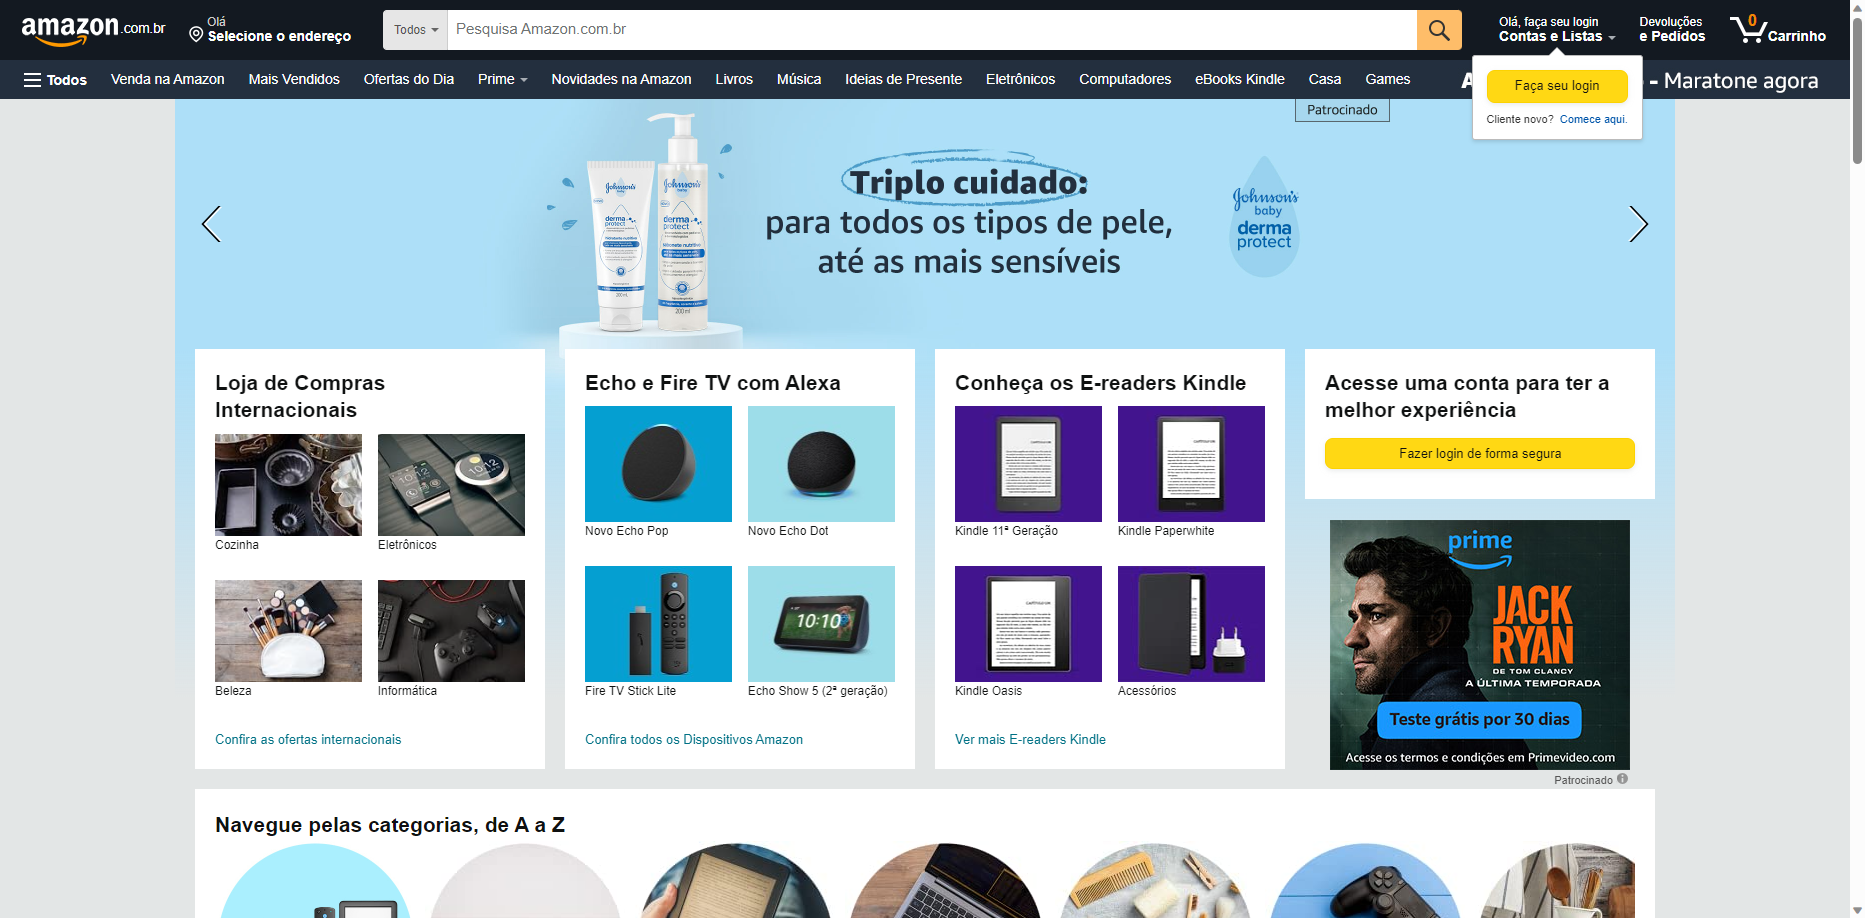 amazon.com.br
Olá
Selecione o endereço
Todos
Pesquisa Amazon.com.br
Olá, faça seu login
Contas e Listas
Devoluções
e Pedidos
0
Carrinho
Todos
Venda na Amazon
Mais Vendidos
Ofertas do Dia
Prime
Novidades na Amazon
Livros
Música
Ideias de Presente
Eletrônicos
Computadores
eBooks Kindle
Casa
Games
- Maratone agora
Faça seu login
Cliente novo? Comece aqui.
Patrocinado
Johnson's
baby
derma
protect
200 ml
Johnson's
baby
derma
protect
200 ml
Triplo cuidado:
para todos os tipos de pele,
até as mais sensíveis
Johnson's
baby
derma
protect
Loja de Compras
Internacionais
Cozinha
Eletrônicos
Beleza
Informática
Confira as ofertas internacionais
Echo e Fire TV com Alexa
Novo Echo Pop
Novo Echo Dot
10:10
Fire TV Stick Lite
Echo Show 5 (2ª geração)
Confira todos os Dispositivos Amazon
Conheça os E-readers Kindle
Kindle 11ª Geração
Kindle Paperwhite
Kindle Oasis
Acessórios
Ver mais E-readers Kindle
Acesse uma conta para ter a
melhor experiência
Fazer login de forma segura
prime
JACK
RYAN
DE TOM CLANCY
A ÚLTIMA TEMPORADA
Teste grátis por 30 dias
Acesse os termos e condições em Primevideo.com
Patrocinado
Navegue pelas categorias, de A a Z